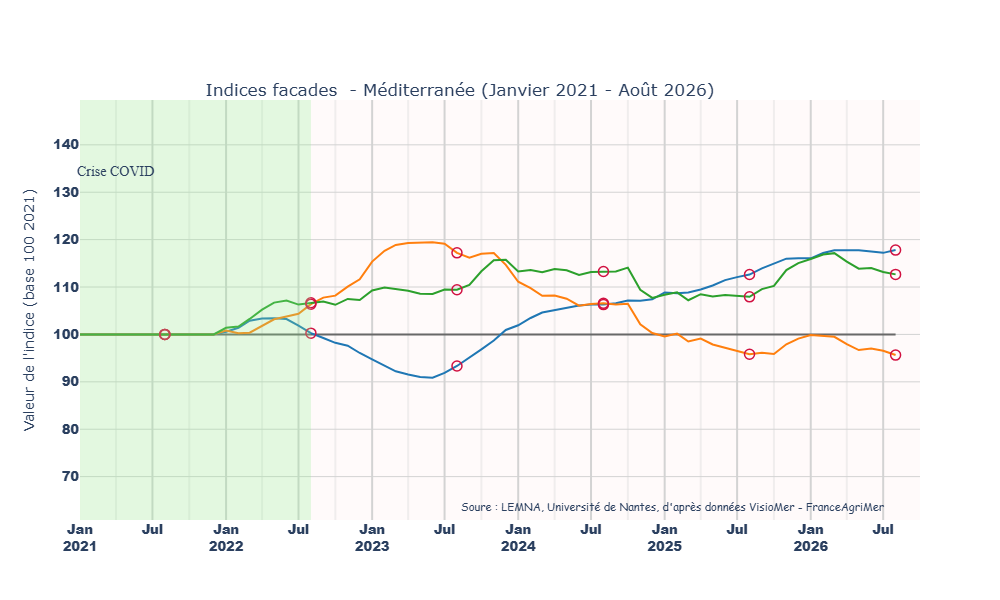 Indices facades  - Méditerranée (Janvier 2021 - Août 2026)
Valeur de l'indice (base 100 2021)
140
130
120
110
100
90
80
70
Crise COVID
Soure : LEMNA, Université de Nantes, d'après données VisioMer - FranceAgriMer
Jan Jul Jan Jul Jan Jul Jan Jul Jan Jul Jan Jul
2021 2022 2023 2024 2025 2026